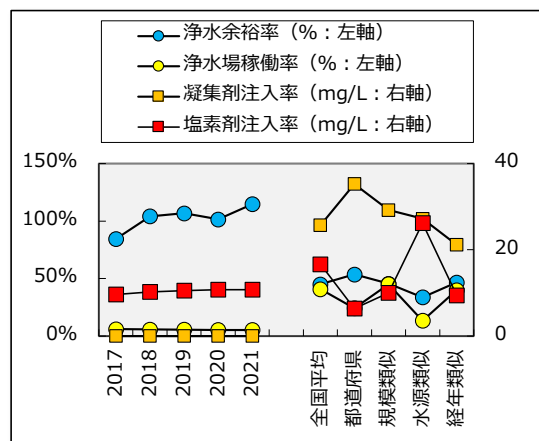 浄水余裕率(%:左軸)
浄水場稼働率(%:左軸)
凝集剤注入率(mg/L:右軸)
塩素剤注入率(mg/L:右軸)
150%
100%
50%
0%
40
20
0
2017
2018
2019
2020
2021
全国平均
都道府県
規模類似
水源類似
経年類似